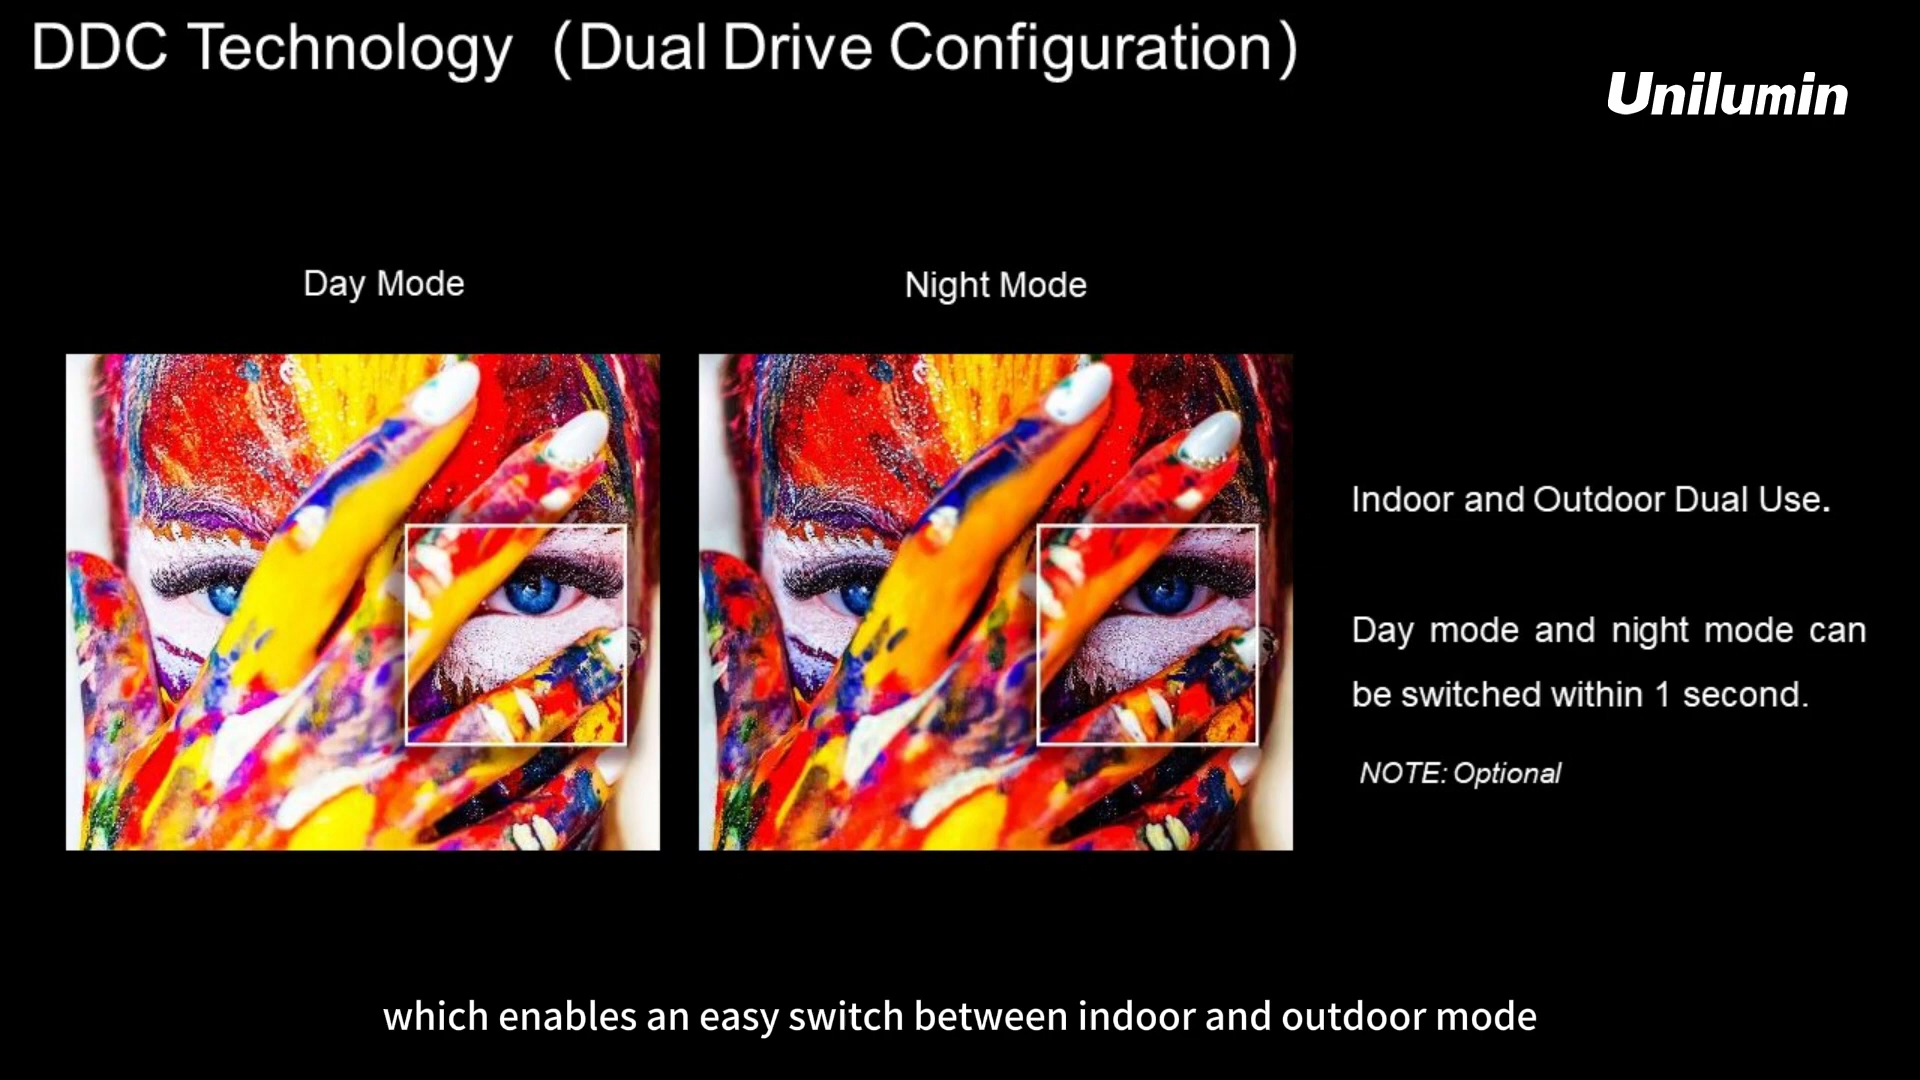 DDC Technology（Dual Drive Configuration）
Unilumin
Day Mode
Night Mode
Indoor and Outdoor Dual Use.
Day mode and night mode can
be switched within 1 second.
NOTE: Optional
which enables an easy switch between indoor and outdoor mode